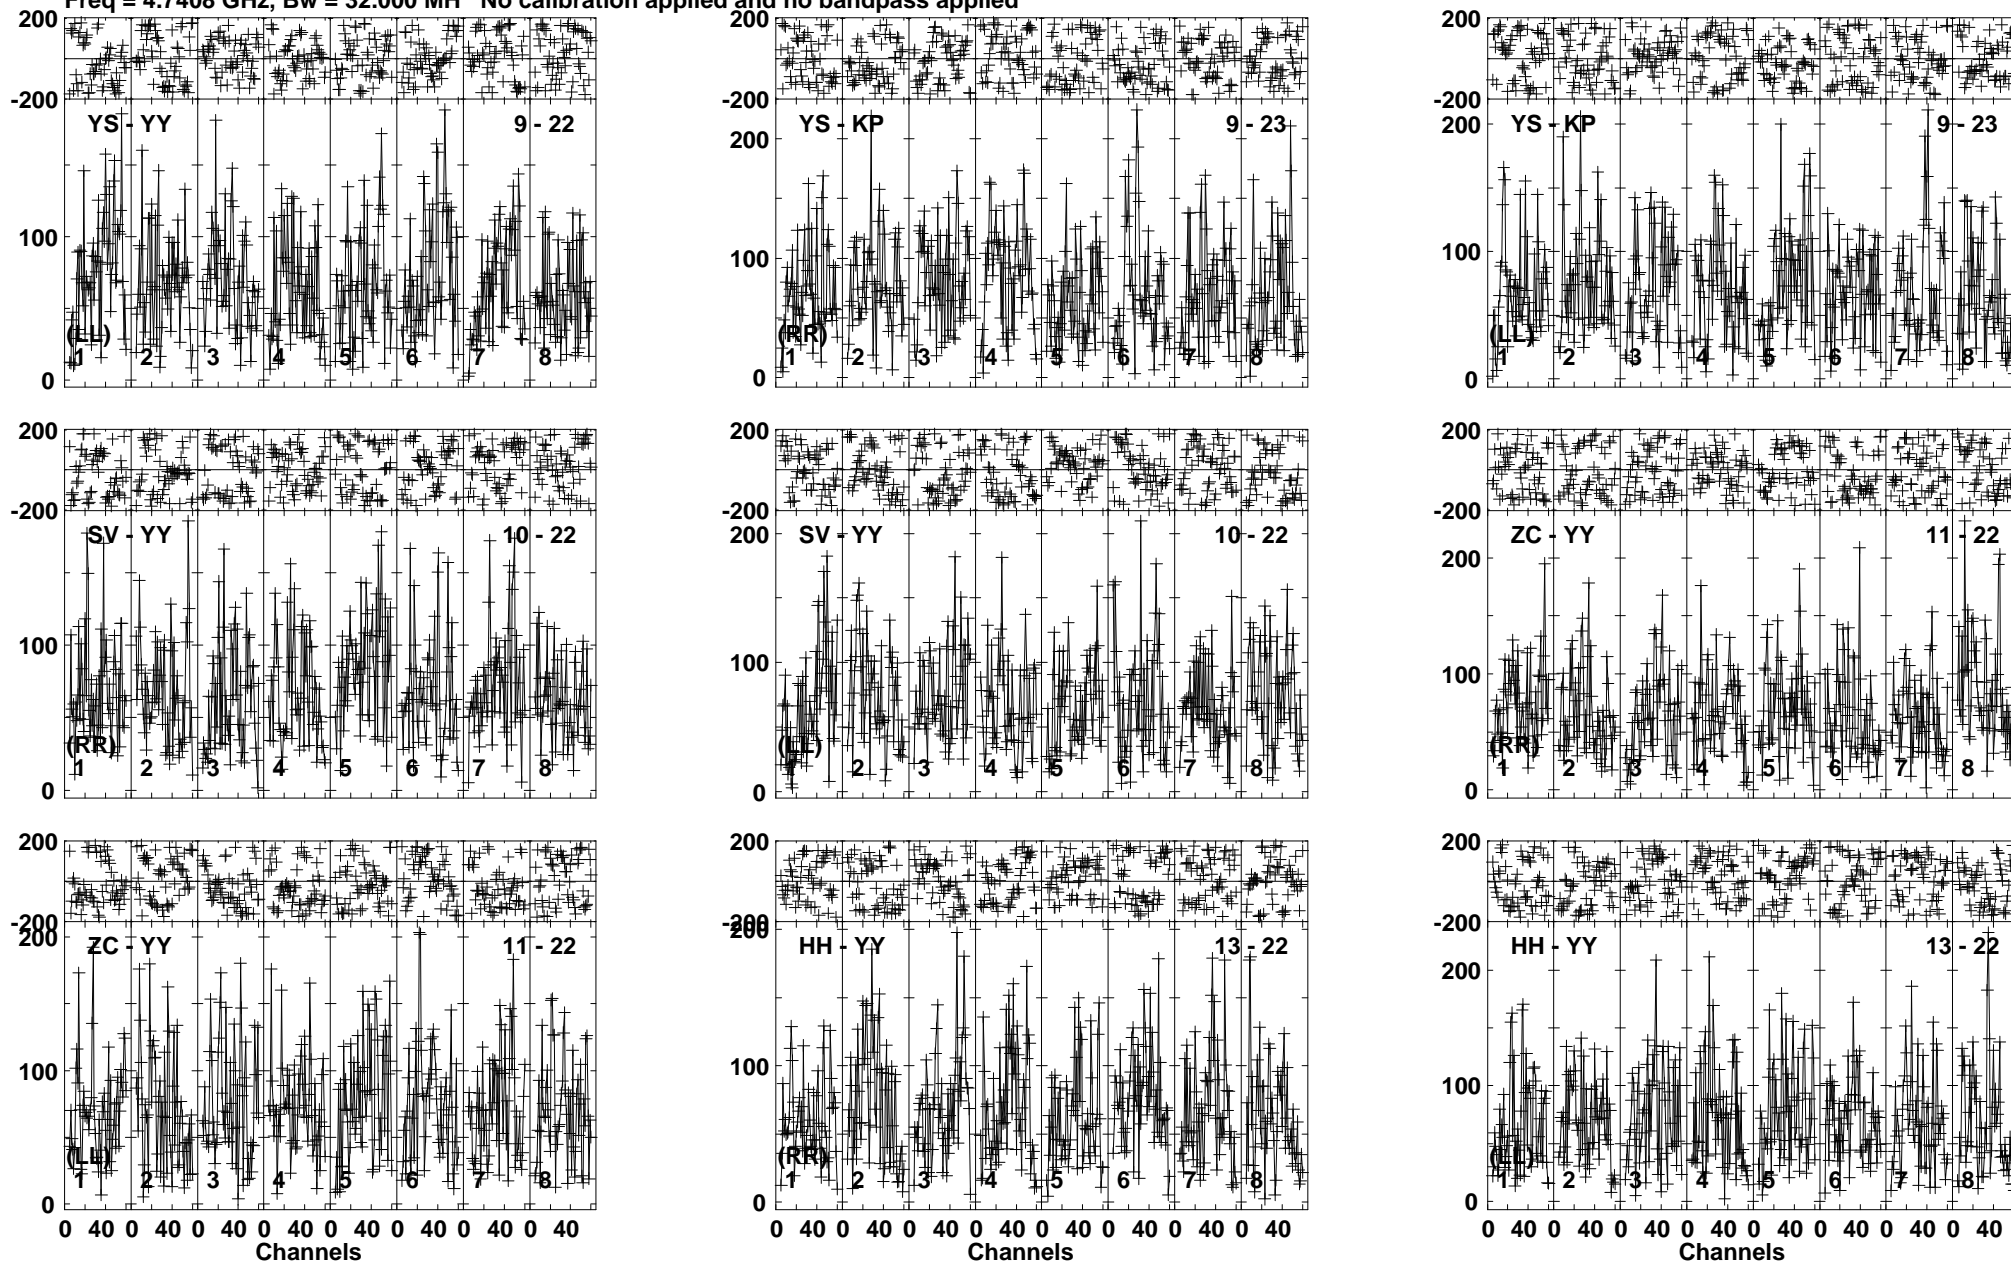 Freq = 4.7408 GHz, Bw = 32.000 MH No calibration applied and no bandpass applied
200 200 200
-200 -200 -200
YS - YY 9 - 22 YS - KP 9 - 23 YS - KP 9 - 23
200 200
100 100 100
(LL) (RR) (LL)
1 2 3 4 5 6 7 8 1 2 3 4 5 6 7 8 1 2 3 4 5 6 7 8
0 0 0
200 200 200
-200 -200 -200
SV - YY 10 - 22 SV - YY 10 - 22 ZC - YY 11 - 22
200 200
100 100 100
(RR) (LL) (RR)
1 2 3 4 5 6 7 8 1 2 3 4 5 6 7 8 1 2 3 4 5 6 7 8
0 0 0
200 200 200
-200 -200 -200
200 200
ZC - YY 11 - 22 HH - YY 13 - 22 HH - YY 13 - 22
200
100 100 100
(LL) (RR) (LL)
1 2 3 4 5 6 7 8 1 2 3 4 5 6 7 8 1 2 3 4 5 6 7 8
0 0 0
0 40 0 40 0 40 0 40 0 40 0 40 0 40 0 40 0 40 0 40 0 40 0 40 0 40 0 40 0 40 0 40 0 40 0 40 0 40 0 40 0 40 0 40 0 40 0 40
Channels Channels Channels